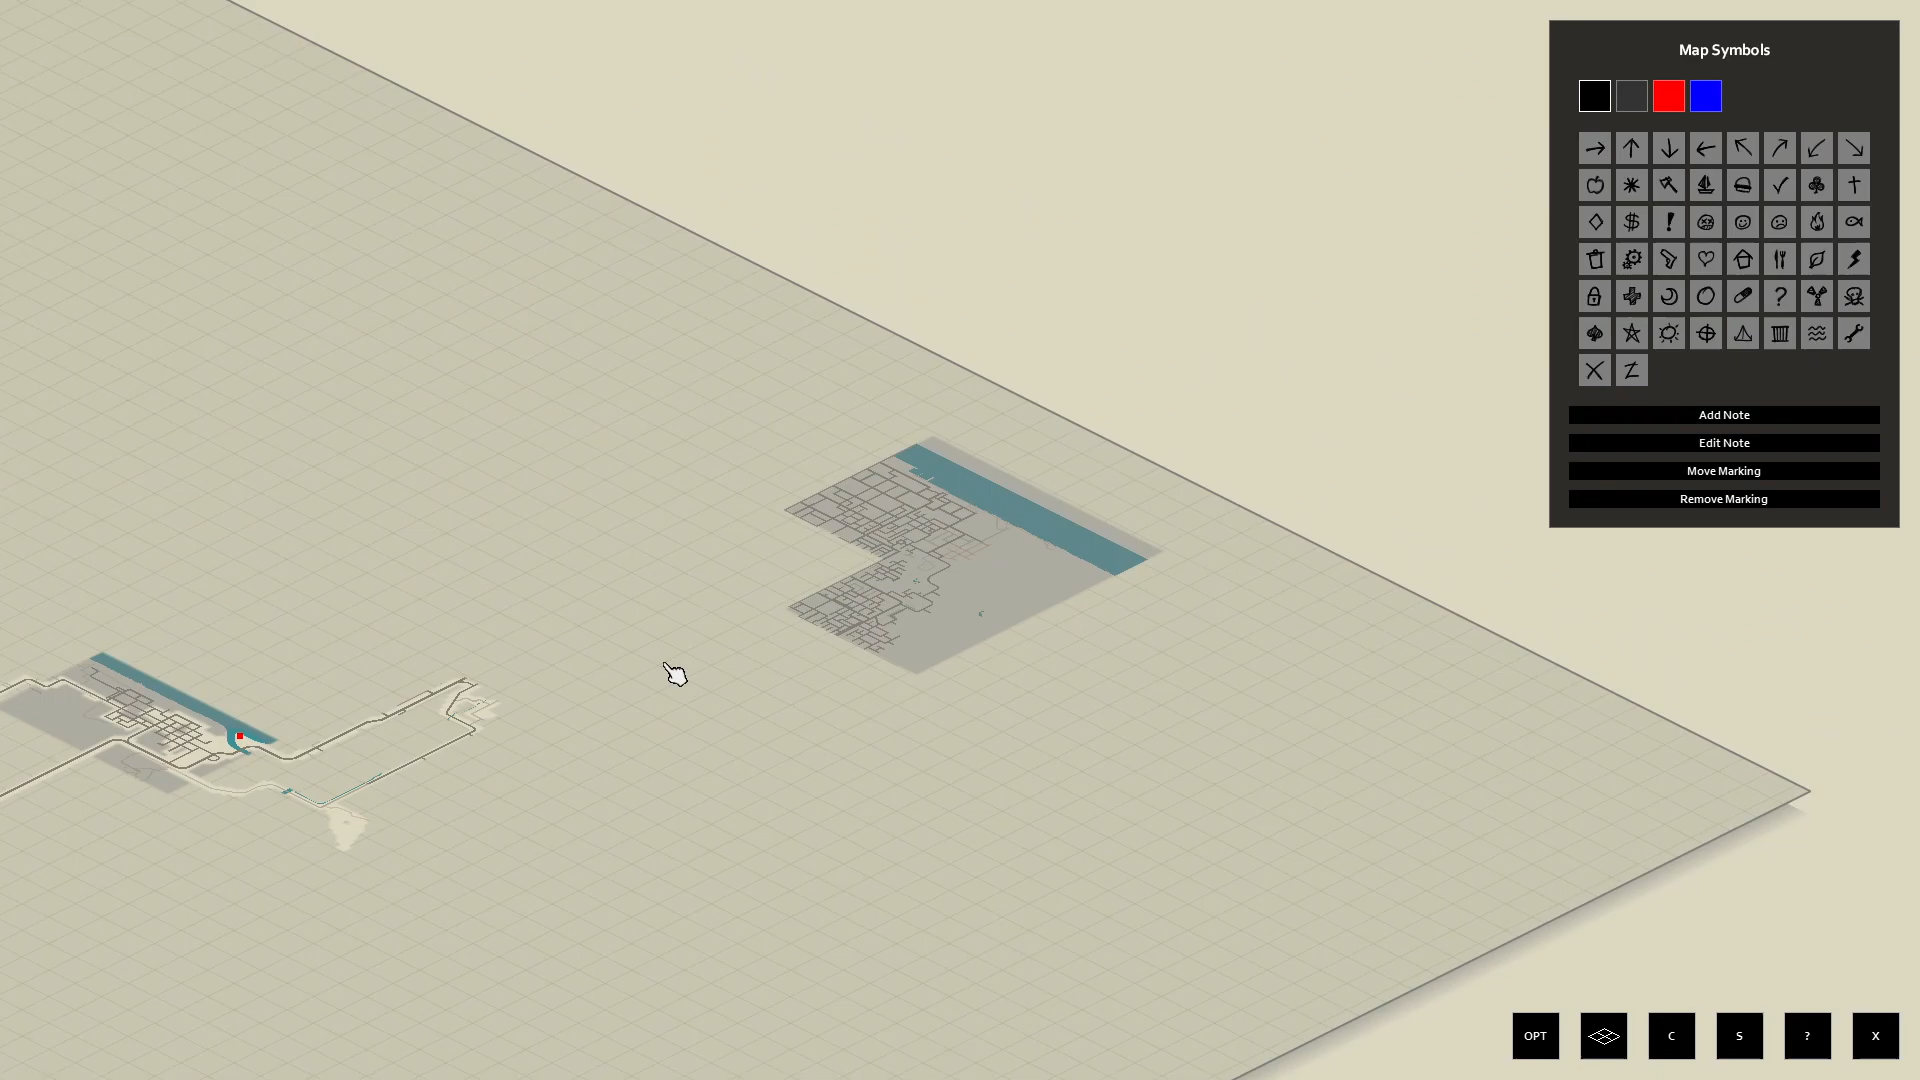 Map Symbols
Add Note
Edit Note
Move Marking
Remove Marking
OPT C S ? X